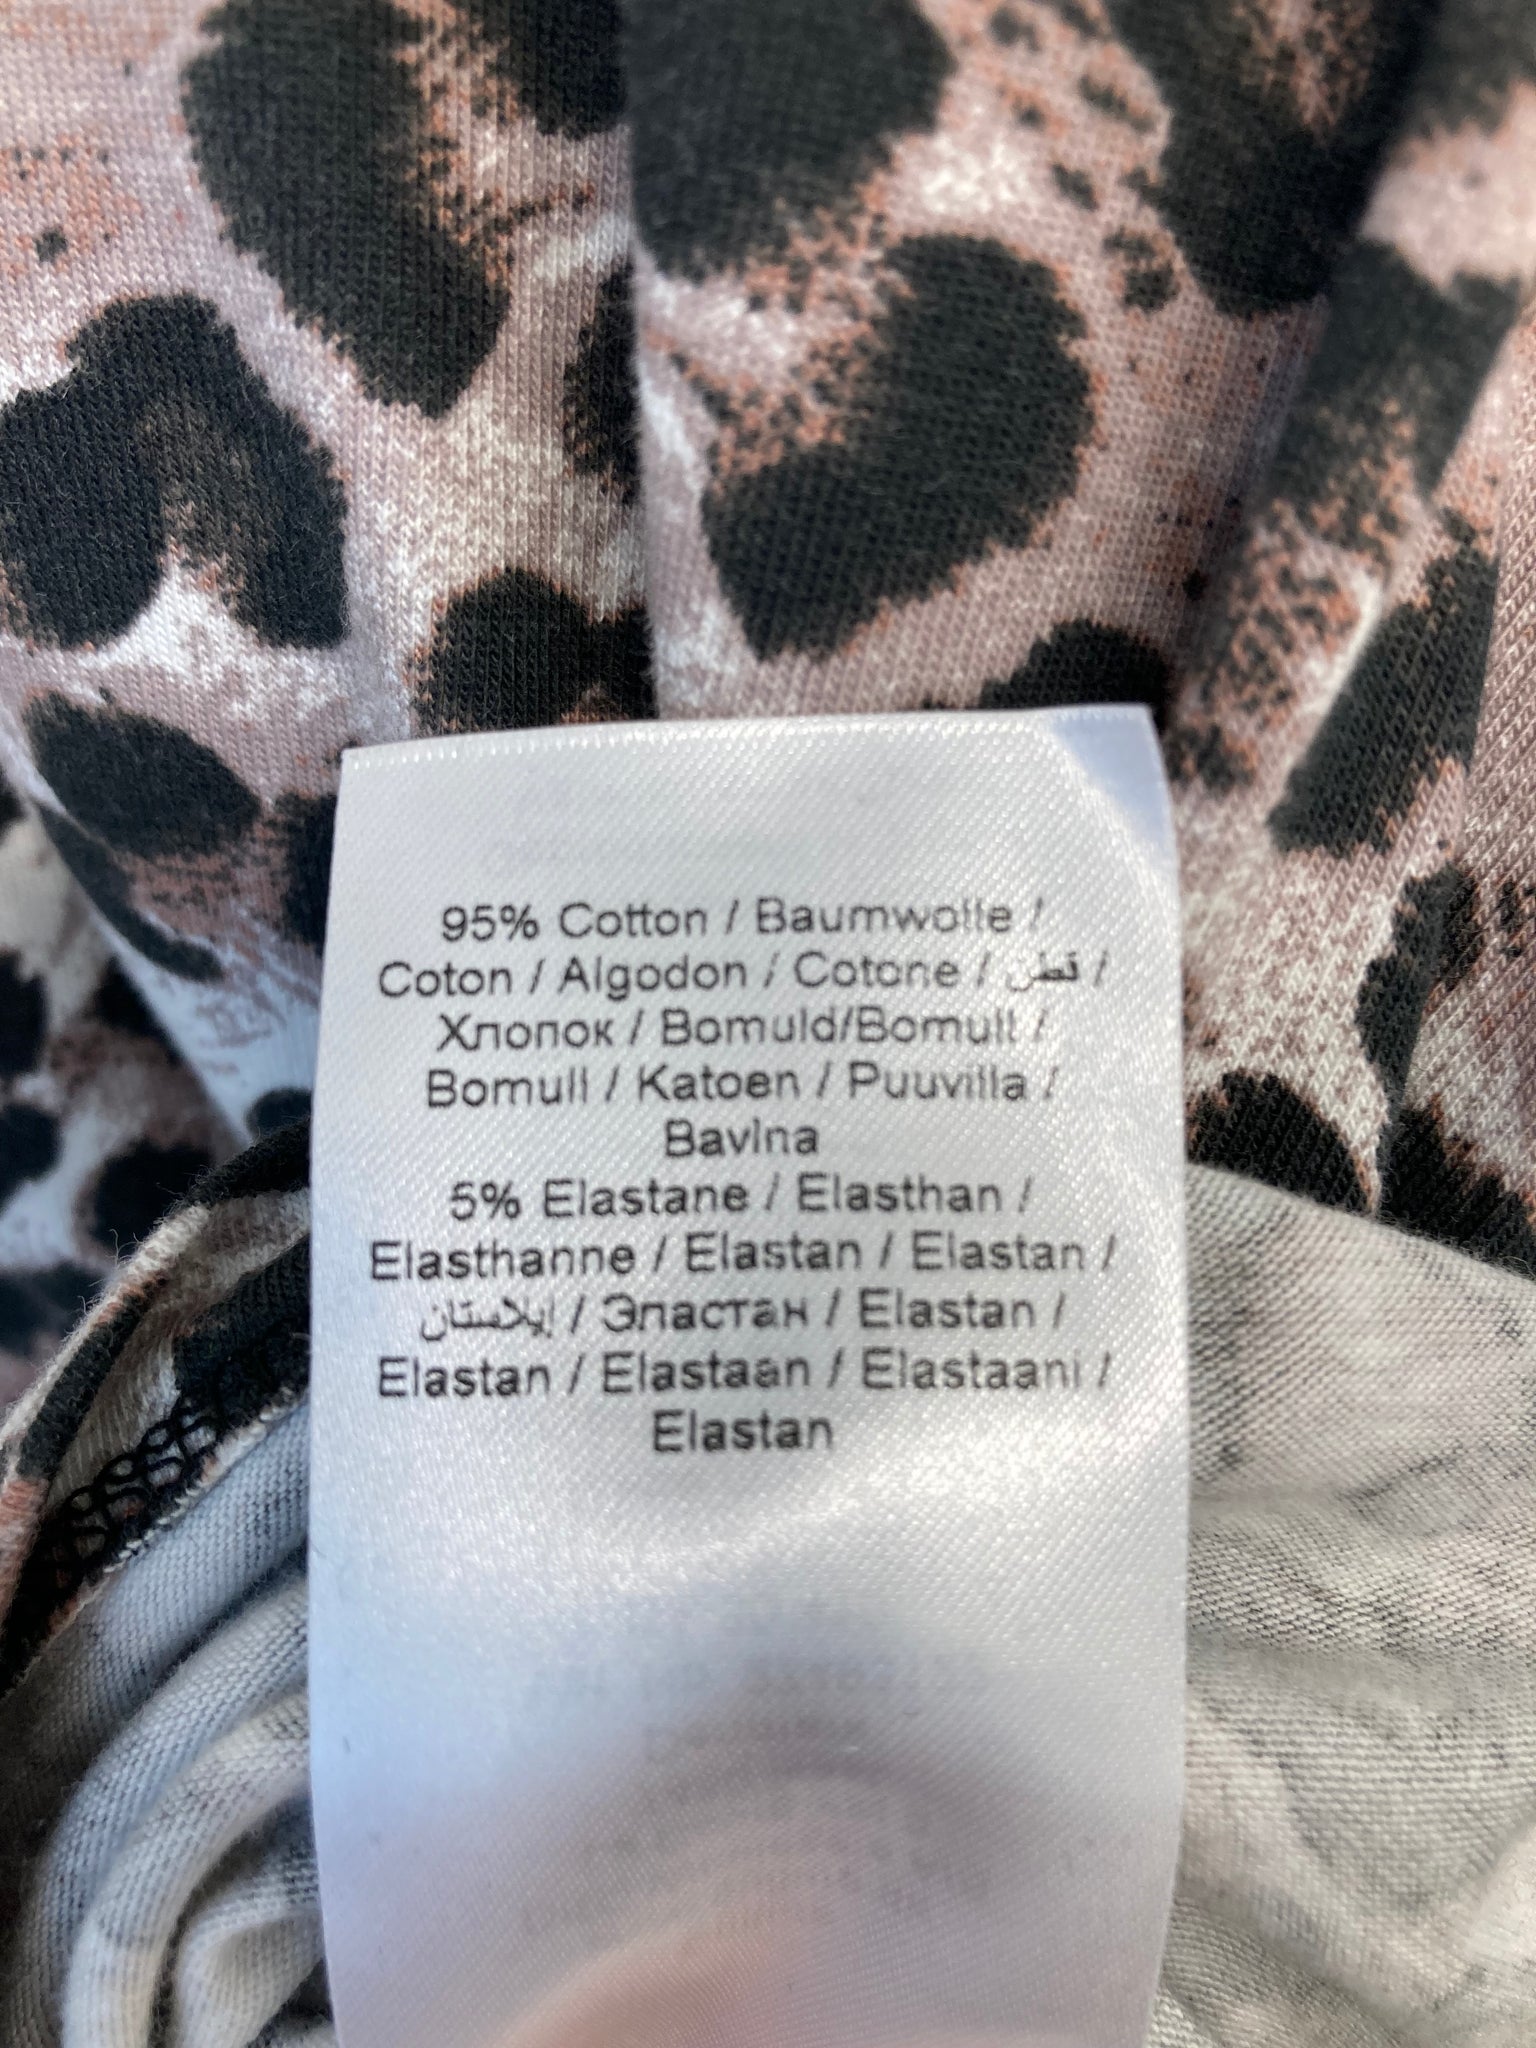 95% Cotton / Baumwolle /
Coton / Algodon / Cotone / قطن /
Хлопок / Bomuld/Bomull /
Bomull / Katoen / Puuvilla /
Bavlna
5% Elastane / Elasthan /
Elasthanne / Elastan / Elastan /
إيلاستان / Эластан / Elastan /
Elastan / Elastaan / Elastaani /
Elastan